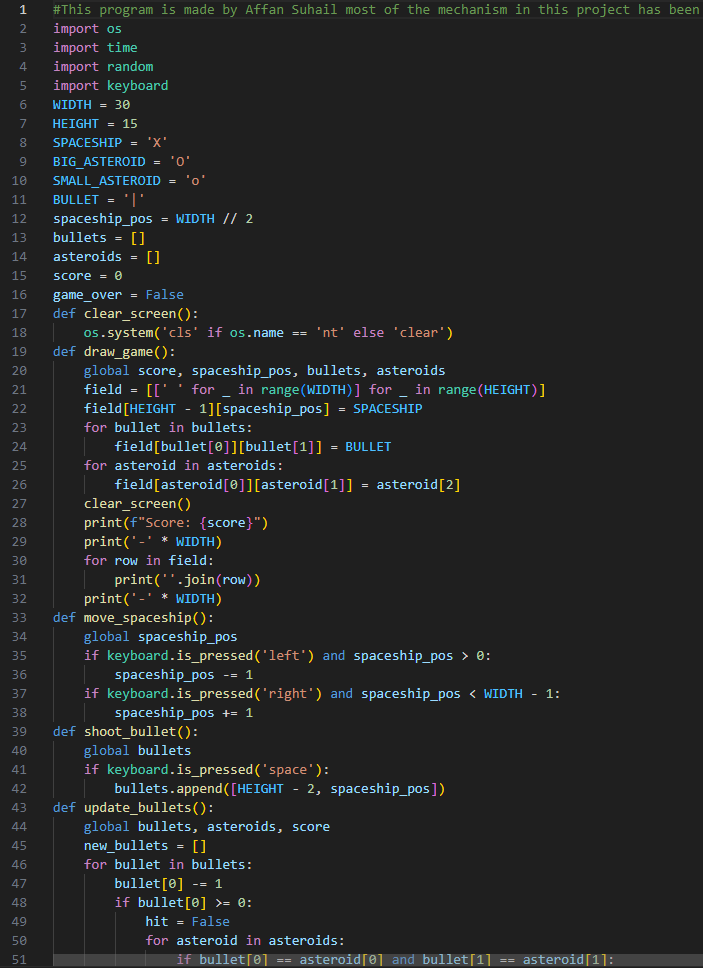 1 #This program is made by Affan Suhail most of the mechanism in this project has been
2 import os
3 import time
4 import random
5 import keyboard
6 WIDTH = 30
7 HEIGHT = 15
8 SPACESHIP = 'X'
9 BIG_ASTEROID = 'O'
10 SMALL_ASTEROID = 'o'
11 BULLET = '|'
12 spaceship_pos = WIDTH // 2
13 bullets = []
14 asteroids = []
15 score = 0
16 game_over = False
17 def clear_screen():
18     os.system('cls' if os.name == 'nt' else 'clear')
19 def draw_game():
20     global score, spaceship_pos, bullets, asteroids
21     field = [[' ' for _ in range(WIDTH)] for _ in range(HEIGHT)]
22     field[HEIGHT - 1][spaceship_pos] = SPACESHIP
23     for bullet in bullets:
24         field[bullet[0]][bullet[1]] = BULLET
25     for asteroid in asteroids:
26         field[asteroid[0]][asteroid[1]] = asteroid[2]
27     clear_screen()
28     print(f"Score: {score}")
29     print('-' * WIDTH)
30     for row in field:
31         print(''.join(row))
32     print('-' * WIDTH)
33 def move_spaceship():
34     global spaceship_pos
35     if keyboard.is_pressed('left') and spaceship_pos > 0:
36         spaceship_pos -= 1
37     if keyboard.is_pressed('right') and spaceship_pos < WIDTH - 1:
38         spaceship_pos += 1
39 def shoot_bullet():
40     global bullets
41     if keyboard.is_pressed('space'):
42         bullets.append([HEIGHT - 2, spaceship_pos])
43 def update_bullets():
44     global bullets, asteroids, score
45     new_bullets = []
46     for bullet in bullets:
47         bullet[0] -= 1
48         if bullet[0] >= 0:
49             hit = False
50             for asteroid in asteroids:
51                 if bullet[0] == asteroid[0] and bullet[1] == asteroid[1]: